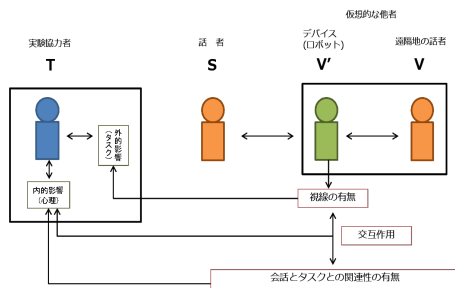 仮想的な他者
実験協力者
話 者
デバイス
(ロボット)
遠隔地の話者
T
S
V’
V
外的影響
(タスク)
内的影響
(心理)
視線の有無
交互作用
会話とタスクとの関連性の有無